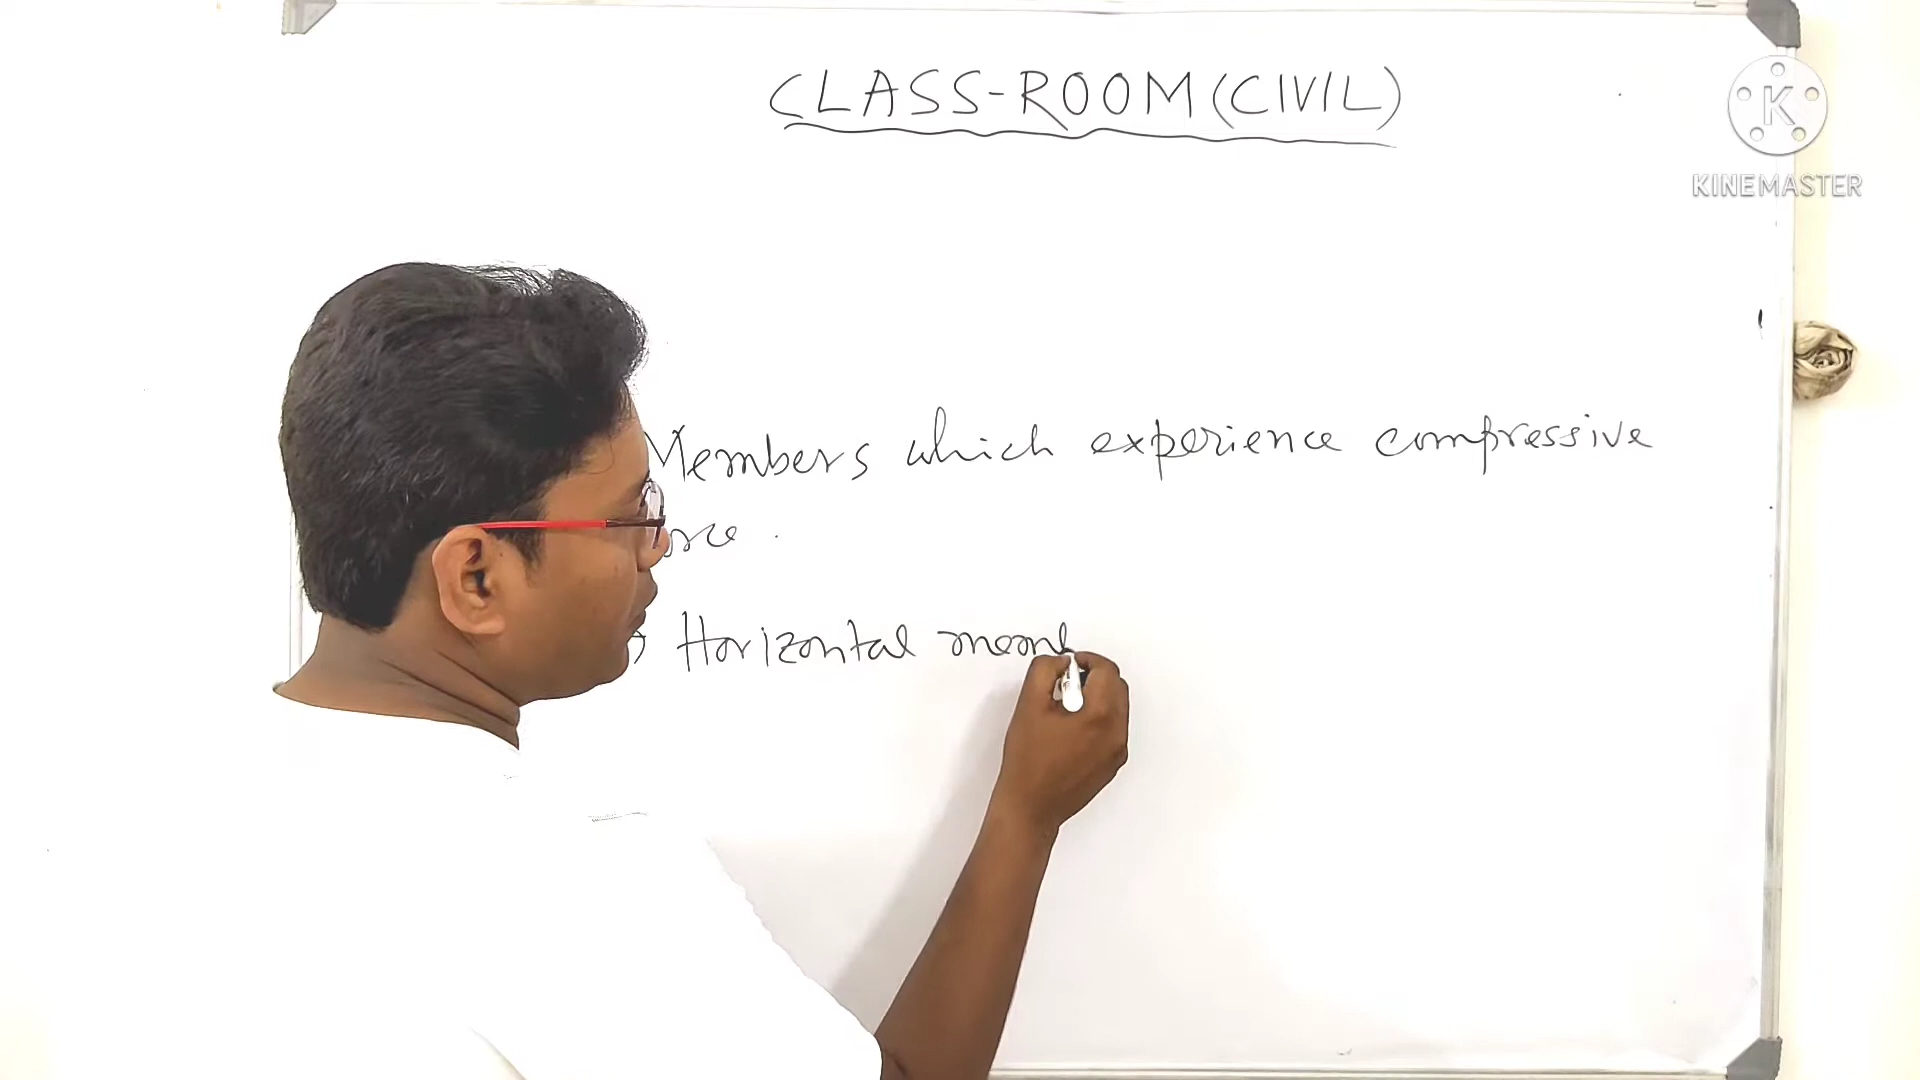 CLASS-ROOM (CIVIL)
K
KINEMASTER
Members which experience compressive
Horizontal